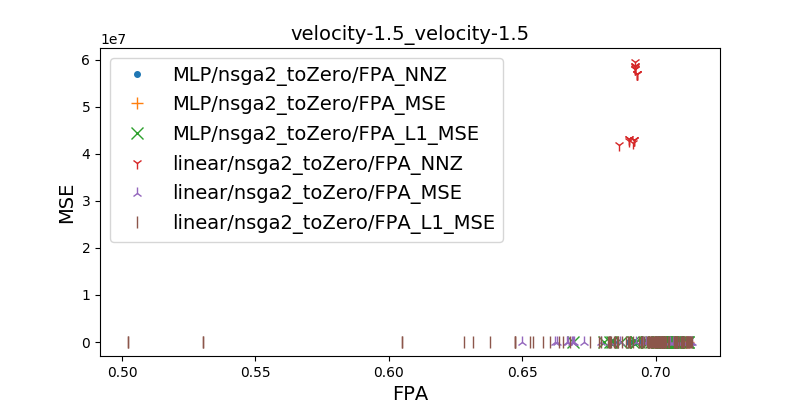 velocity-1.5_velocity-1.5
1e7
6
5
4
3
2
1
0
MSE
MLP/nsga2_toZero/FPA_NNZ
MLP/nsga2_toZero/FPA_MSE
MLP/nsga2_toZero/FPA_L1_MSE
linear/nsga2_toZero/FPA_NNZ
linear/nsga2_toZero/FPA_MSE
linear/nsga2_toZero/FPA_L1_MSE
0.50 0.55 0.60 0.65 0.70
FPA